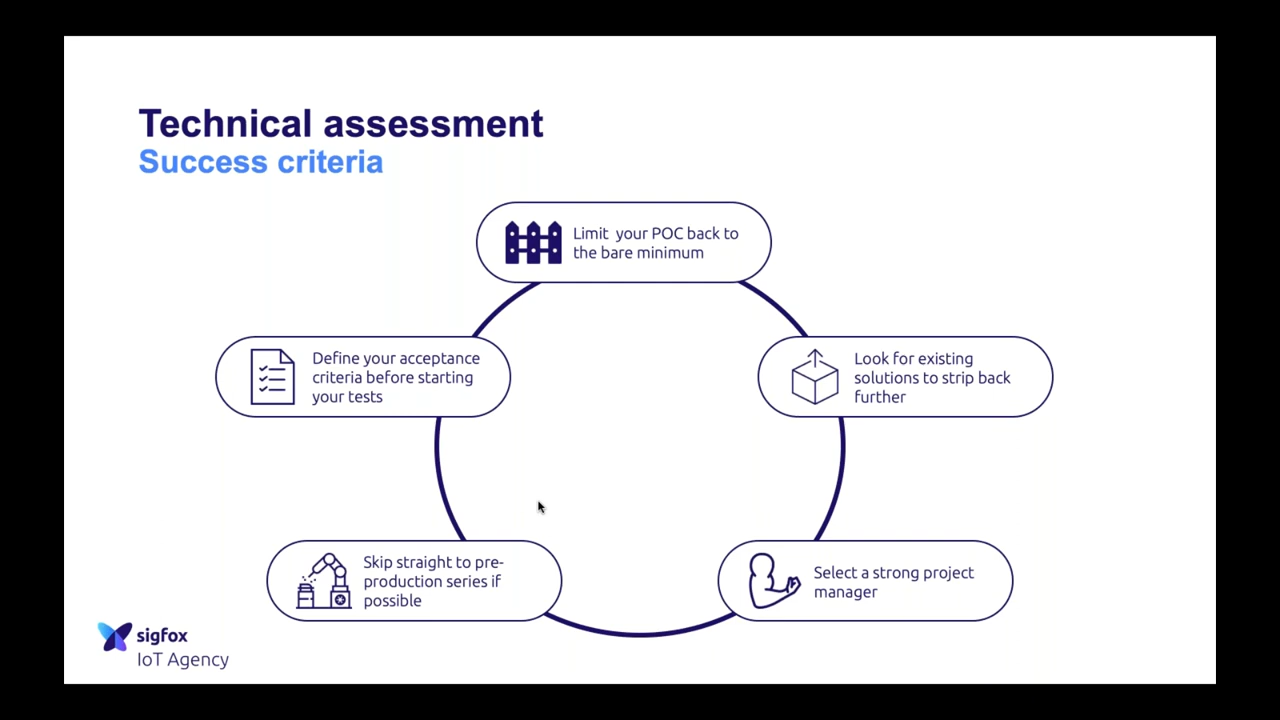 Technical assessment
Success criteria
Limit your POC back to
the bare minimum
Define your acceptance
criteria before starting
your tests
Look for existing
solutions to strip back
further
Skip straight to pre-
production series if
possible
Select a strong project
manager
sigfox
IoT Agency